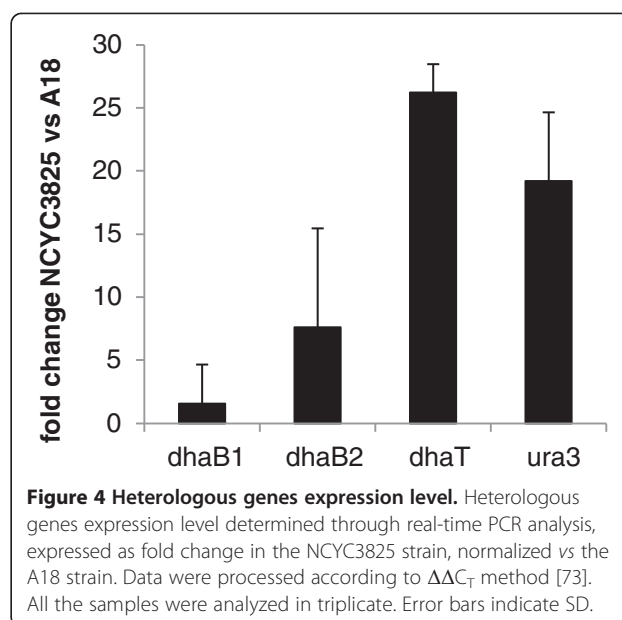 30
25
20
15
10
5
0
fold change NCYC3825 vs A18
dhaB1 dhaB2 dhaT ura3
Figure 4 Heterologous genes expression level. Heterologous
genes expression level determined through real-time PCR analysis,
expressed as fold change in the NCYC3825 strain, normalized vs the
A18 strain. Data were processed according to ΔΔCT method [73].
All the samples were analyzed in triplicate. Error bars indicate SD.